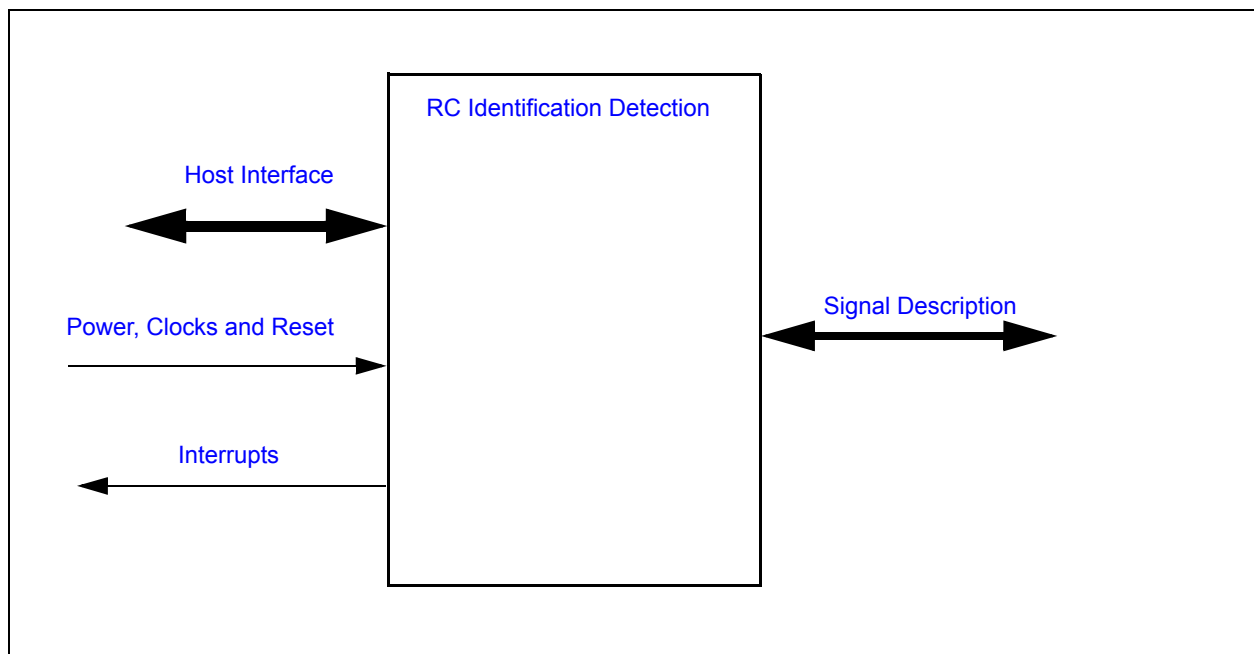 RC Identification Detection
Host Interface
Signal Description
Power, Clocks and Reset
Interrupts